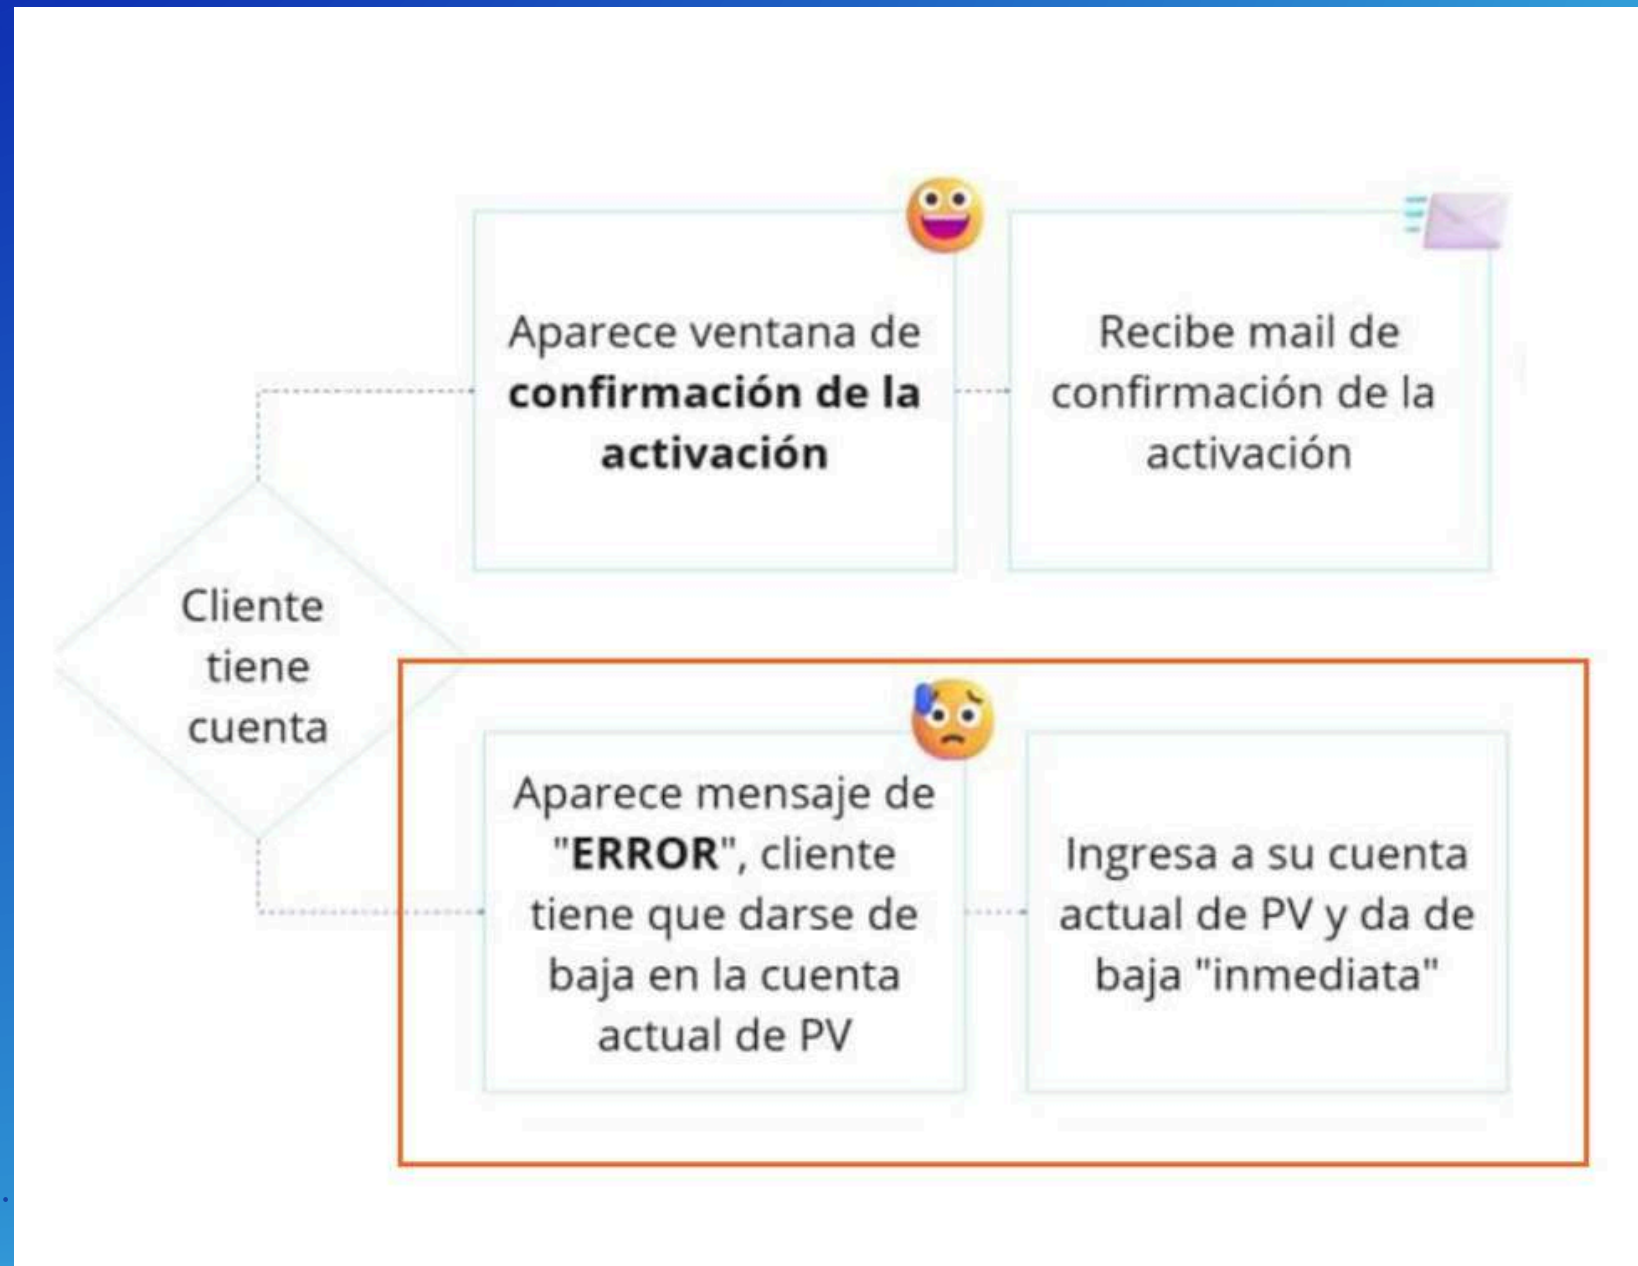 Aparece ventana de
confirmación de la
activación
Recibe mail de
confirmación de la
activación
Cliente
tiene
cuenta
Aparece mensaje de
"ERROR", cliente
tiene que darse de
baja en la cuenta
actual de PV
Ingresa a su cuenta
actual de PV y da de
baja "inmediata"